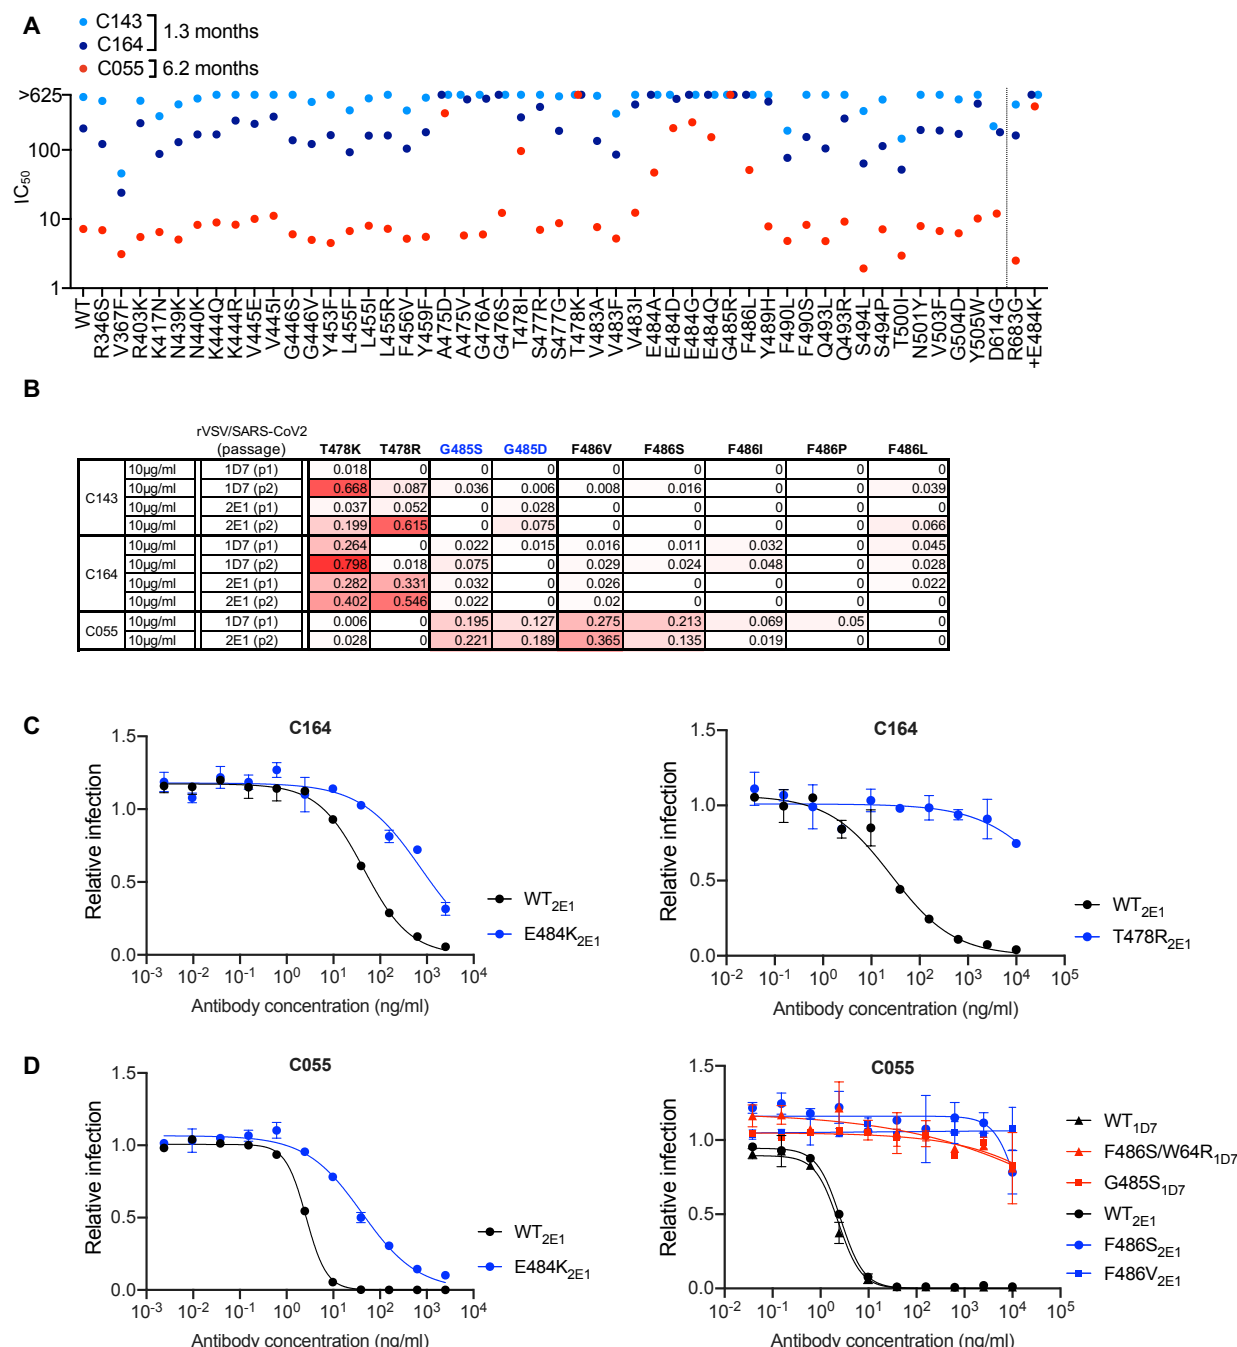 A
C143
C164
1.3 months
C055
6.2 months
>625
100
10
1
IC50
WT
R346S
V367F
R403K
K417N
N439K
N440K
K444Q
K444R
V445E
V445I
G446S
G446V
Y453F
L455F
L455I
L455R
F456V
Y459F
A475D
A475V
G476A
G476S
T478I
S477R
S477G
T478K
V483A
V483F
V483I
E484A
E484D
E484G
E484Q
G485R
F486L
Y489H
F490L
F490S
Q493L
Q493R
S494L
S494P
T500I
N501Y
V503F
G504D
Y505W
D614G
R683G
+E484K
B
rVSV/SARS-CoV2
(passage) T478K T478R G485S G485D F486V F486S F486I F486P F486L
C143
10µg/ml 1D7 (p1) 0.018 0 0 0 0 0 0 0 0
10µg/ml 1D7 (p2) 0.668 0.087 0.036 0.006 0.008 0.016 0 0 0.039
10µg/ml 2E1 (p1) 0.037 0.052 0 0.028 0 0 0 0 0
10µg/ml 2E1 (p2) 0.199 0.615 0 0.075 0 0 0 0 0.066
C164
10µg/ml 1D7 (p1) 0.264 0 0.022 0.015 0.016 0.011 0.032 0 0.045
10µg/ml 1D7 (p2) 0.798 0.018 0.075 0 0.029 0.024 0.048 0 0.028
10µg/ml 2E1 (p1) 0.282 0.331 0.032 0 0.026 0 0 0 0.022
10µg/ml 2E1 (p2) 0.402 0.546 0.022 0 0.02 0 0 0 0
C055
10µg/ml 1D7 (p1) 0.006 0 0.195 0.127 0.275 0.213 0.069 0.05 0
10µg/ml 2E1 (p2) 0.028 0 0.221 0.189 0.365 0.135 0.019 0 0
C
C164
1.5
1.0
0.5
0.0
Relative infection
10-3 10-2 10-1 100 101 102 103 104
Antibody concentration (ng/ml)
WT2E1
E484K2E1
C164
1.5
1.0
0.5
0.0
Relative infection
10-2 10-1 100 101 102 103 104 105
Antibody concentration (ng/ml)
WT2E1
T478R2E1
D
C055
1.5
1.0
0.5
0.0
Relative infection
10-3 10-2 10-1 100 101 102 103 104
Antibody concentration (ng/ml)
WT2E1
E484K2E1
C055
1.5
1.0
0.5
0.0
Relative infection
10-2 10-1 100 101 102 103 104 105
Antibody concentration (ng/ml)
WT1D7
F486S/W64R1D7
G485S1D7
WT2E1
F486S2E1
F486V2E1